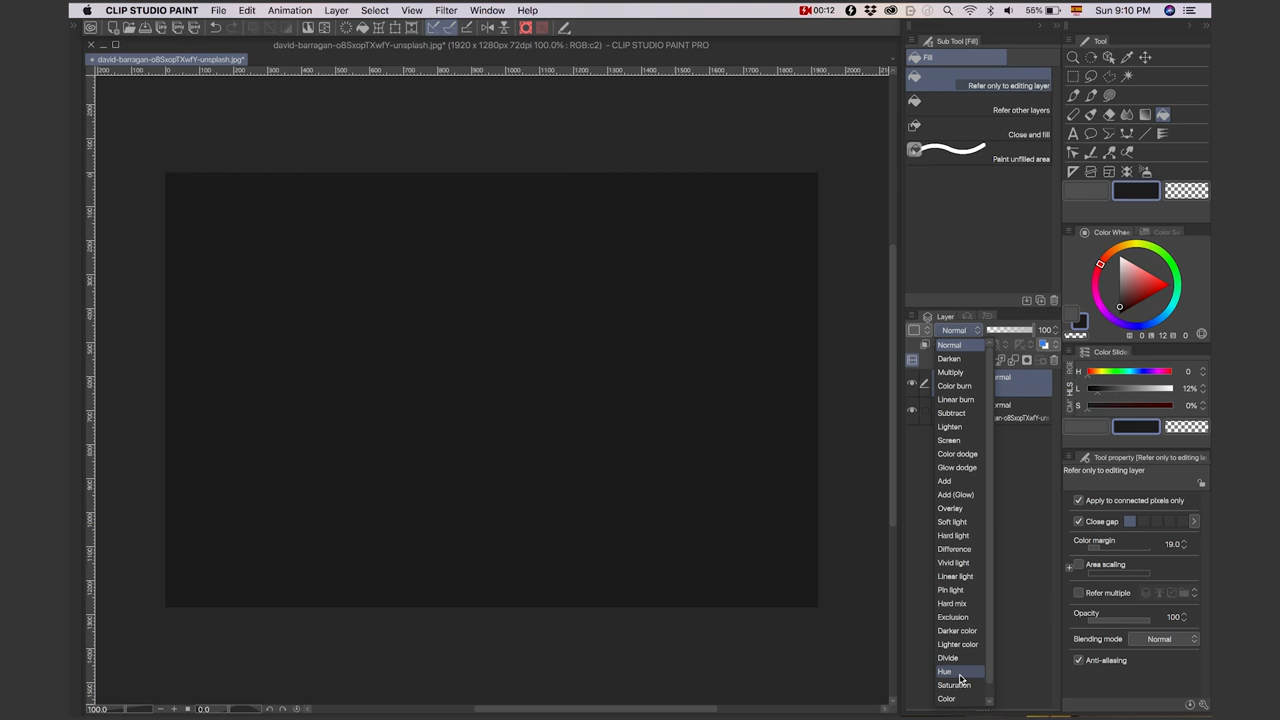 CLIP STUDIO PAINT File Edit Animation Layer Select View Filter Window Help 00:12 56% Sun 9:10 PM
david-barragan-o8SxopTXwfY-unsplash.jpg* (1920 x 1280px 72dpi 100.0% : RGB:c2) - CLIP STUDIO PAINT PRO
david-barragan-o8SxopTXwfY-unsplash.jpg*
Sub Tool [Fill]
Fill
Refer only to editing layer
Refer other layers
Close and fill
Paint unfilled area
Tool
Color Whee
0 12 0
Color Slide
H 0
L 12%
S 0%
Layer
Normal 100
Normal
Darken
Multiply
Color burn
Linear burn
Subtract
Lighten
Screen
Color dodge
Glow dodge
Add
Add (Glow)
Overlay
Soft light
Hard light
Difference
Vivid light
Linear light
Pin light
Hard mix
Exclusion
Darker color
Lighter color
Divide
Hue
Saturation
Color
Tool property [Refer only to editing la
Refer only to editing layer
Apply to connected pixels only
Close gap
Color margin 19.0
Area scaling
Refer multiple
Opacity 100
Blending mode Normal
Anti-aliasing
100.0 0.0